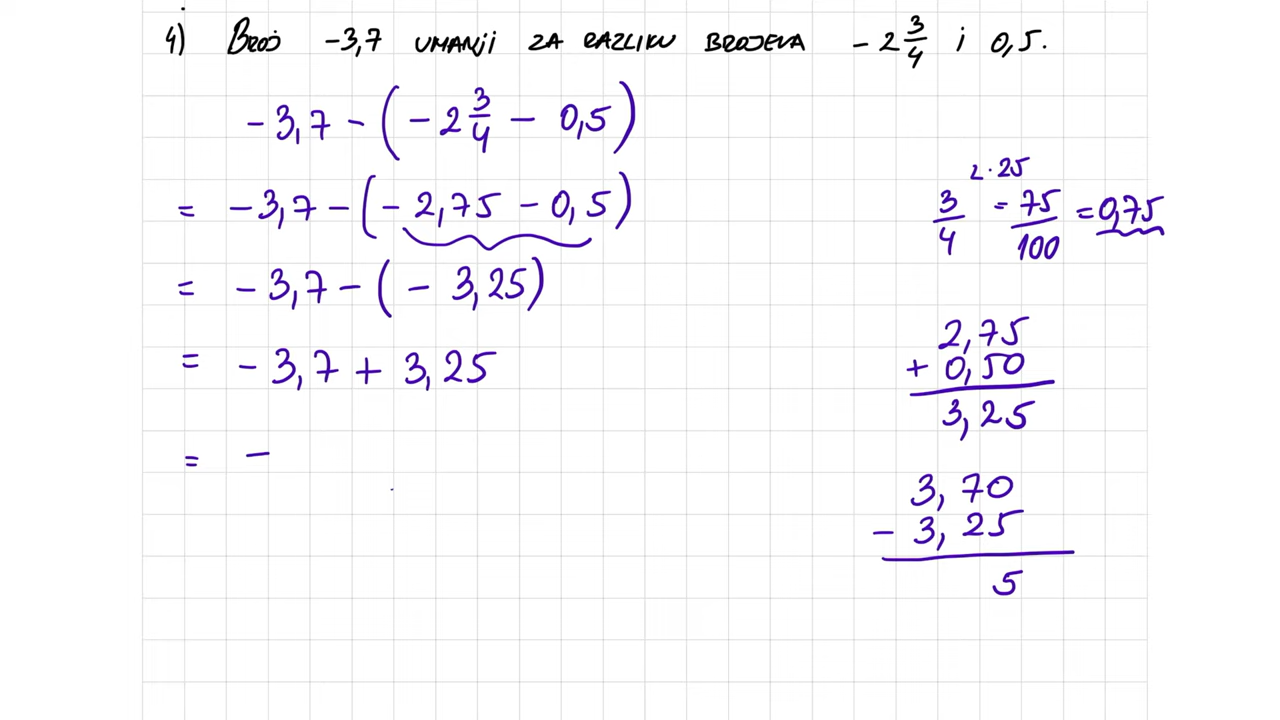 4) Broj -3,7 umanji za razliku brojeva -2 3/4 i 0,5.
-3,7 - (-2 3/4 - 0,5)
= -3,7 - (-2,75 - 0,5)
= -3,7 - (-3,25)
= -3,7 + 3,25
= -
2·25
3/4 = 75/100 = 0,75
2,75
+ 0,50
3,25
3,70
- 3,25
5